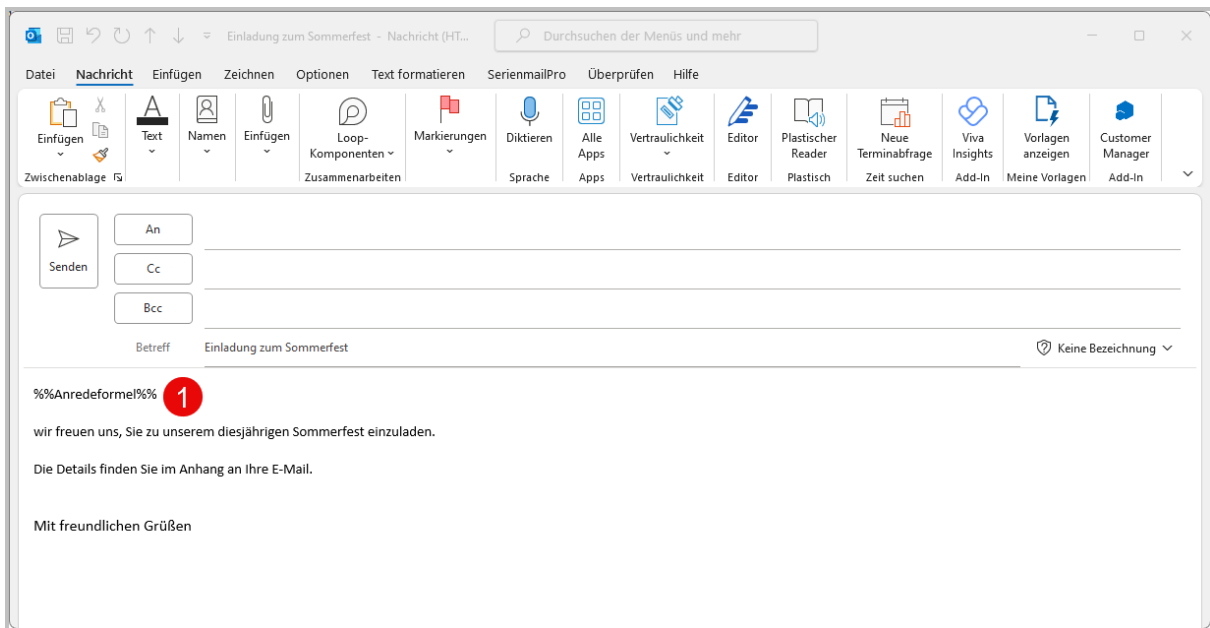 Einladung zum Sommerfest - Nachricht (HT...
Durchsuchen der Menüs und mehr
Datei Nachricht Einfügen Zeichnen Optionen Text formatieren SerienmailPro Überprüfen Hilfe
Einfügen Text Namen Einfügen Loop-Komponenten Markierungen Diktieren Alle Apps Vertraulichkeit Editor Plastischer Reader Neue Terminabfrage Viva Insights Vorlagen anzeigen Customer Manager
Zwischenablage Zusammenarbeiten Sprache Apps Vertraulichkeit Editor Plastisch Zeit suchen Add-In Meine Vorlagen Add-In
Senden
An
Cc
Bcc
Betreff Einladung zum Sommerfest Keine Bezeichnung
%%Anredeformel%% 1
wir freuen uns, Sie zu unserem diesjährigen Sommerfest einzuladen.
Die Details finden Sie im Anhang an Ihre E-Mail.
Mit freundlichen Grüßen